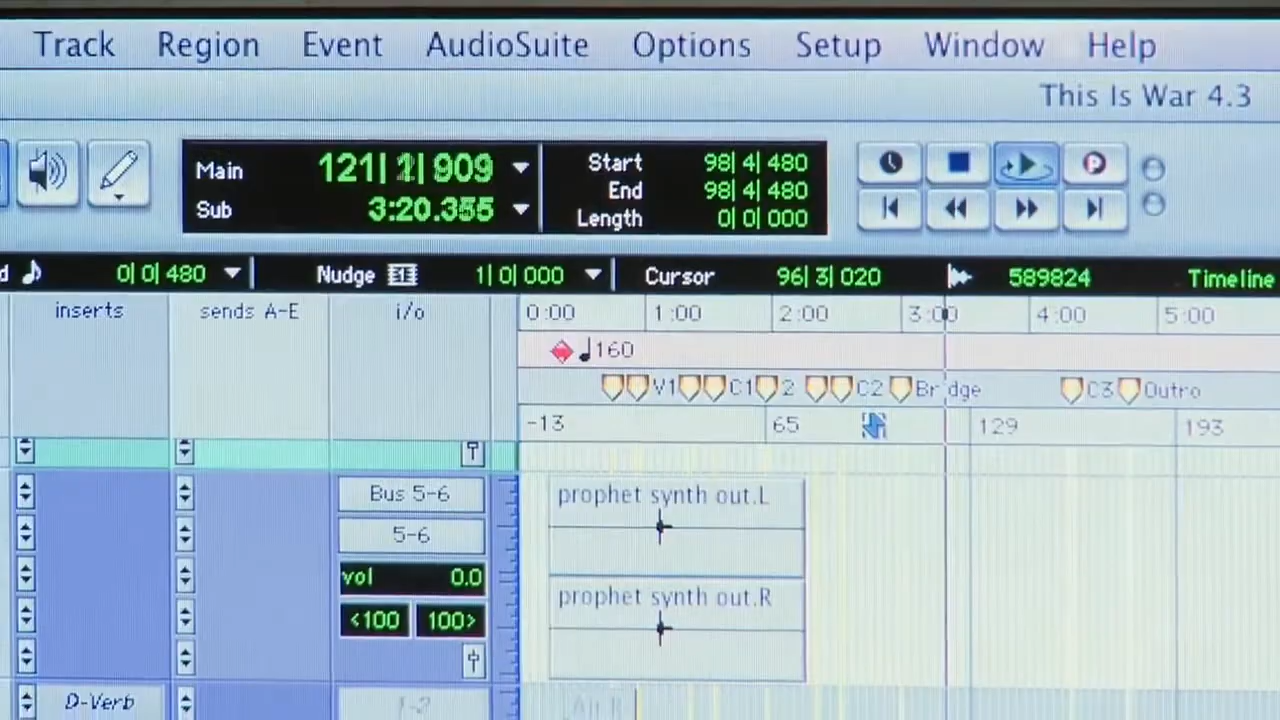 Track Region Event AudioSuite Options Setup Window Help
This Is War 4.3
Main 121| 909
Sub 3:20.355
Start 98| 4| 480
End 98| 4| 480
Length 0| 0| 000
d 0| 0| 480 Nudge 1| 0| 000 Cursor 96| 3| 020 589824 Timeline
inserts sends A-E i/o 0:00 1:00 2:00 3:00 4:00 5:00
160
V1 C1 2 C2 Bridge C3 Outro
-13 65 129 193
Bus 5-6 prophet synth out.L
5-6
vol 0.0
<100 100> prophet synth out.R
D-Verb 1-2